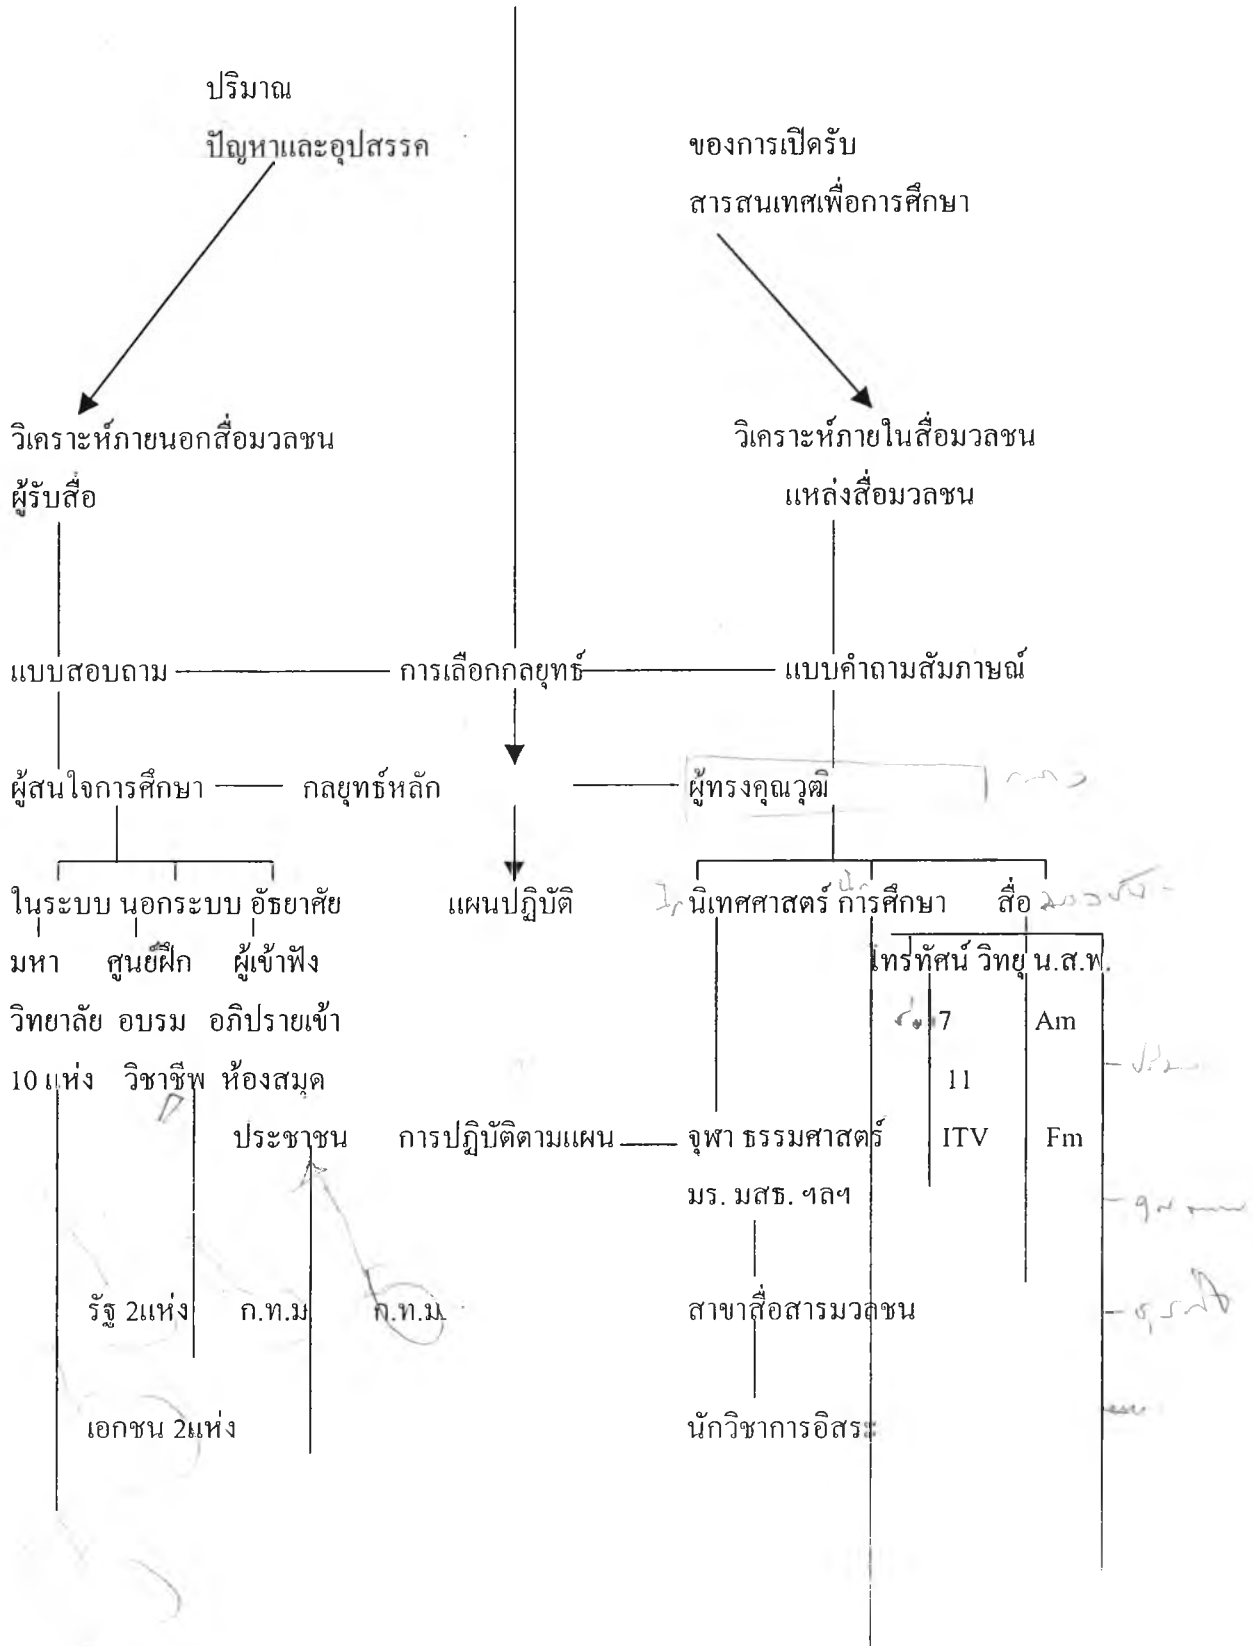 ปริมาณ
ปัญหาและอุปสรรค
ของการเปิดรับ
สารสนเทศเพื่อการศึกษา
วิเคราะห์ภายนอกสื่อมวลชน
ผู้รับสื่อ
วิเคราะห์ภายในสื่อมวลชน
แหล่งสื่อมวลชน
แบบสอบถาม การเลือกกลยุทธ์ แบบคำถามสัมภาษณ์
ผู้สนใจการศึกษา กลยุทธ์หลัก ผู้ทรงคุณวุฒิ
ในระบบ นอกระบบ อัธยาศัย แผนปฏิบัติ นิเทศศาสตร์ การศึกษา สื่อ
มหา ศูนย์ฝึก ผู้เข้าฟัง โทรทัศน์ วิทยุ น.ส.พ.
วิทยาลัย อบรม อภิปรายเข้า 7 Am
10 แห่ง วิชาชีพ ห้องสมุด 11
ประชาชน การปฏิบัติตามแผน จุฬา ธรรมศาสตร์ ITV Fm
มร. มสธ. ฯลฯ
รัฐ 2แห่ง ก.ท.ม ก.ท.ม. สาขาสื่อสารมวลชน
เอกชน 2แห่ง นักวิชาการอิสระ